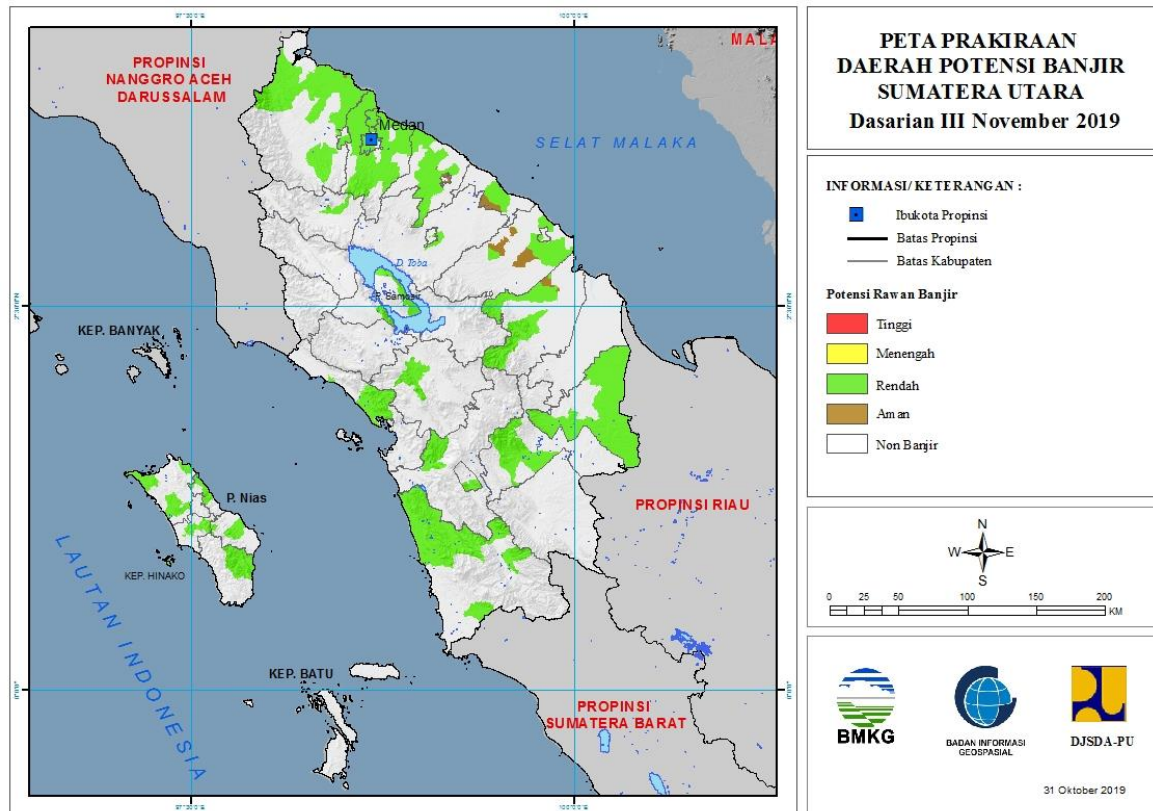 PETA PRAKIRAAN
DAERAH POTENSI BANJIR
SUMATERA UTARA
Dasarian III November 2019
INFORMASI/ KETERANGAN :
Ibukota Propinsi
Batas Propinsi
Batas Kabupaten
Potensi Rawan Banjir
Tinggi
Menengah
Rendah
Aman
Non Banjir
N
W E
S
0 25 50 100 150 200
KM
BMKG
BADAN INFORMASI
GEOSPASIAL
DJSDA-PU
31 Oktober 2019
PROPINSI
NANGGRO ACEH
DARUSSALAM
MALA
Medan
SELAT MALAKA
D. Toba
P. Samosir
KEP. BANYAK
P. Nias
KEP. HINAKO
PROPINSI RIAU
LAUTAN INDONESIA
KEP. BATU
PROPINSI
SUMATERA BARAT